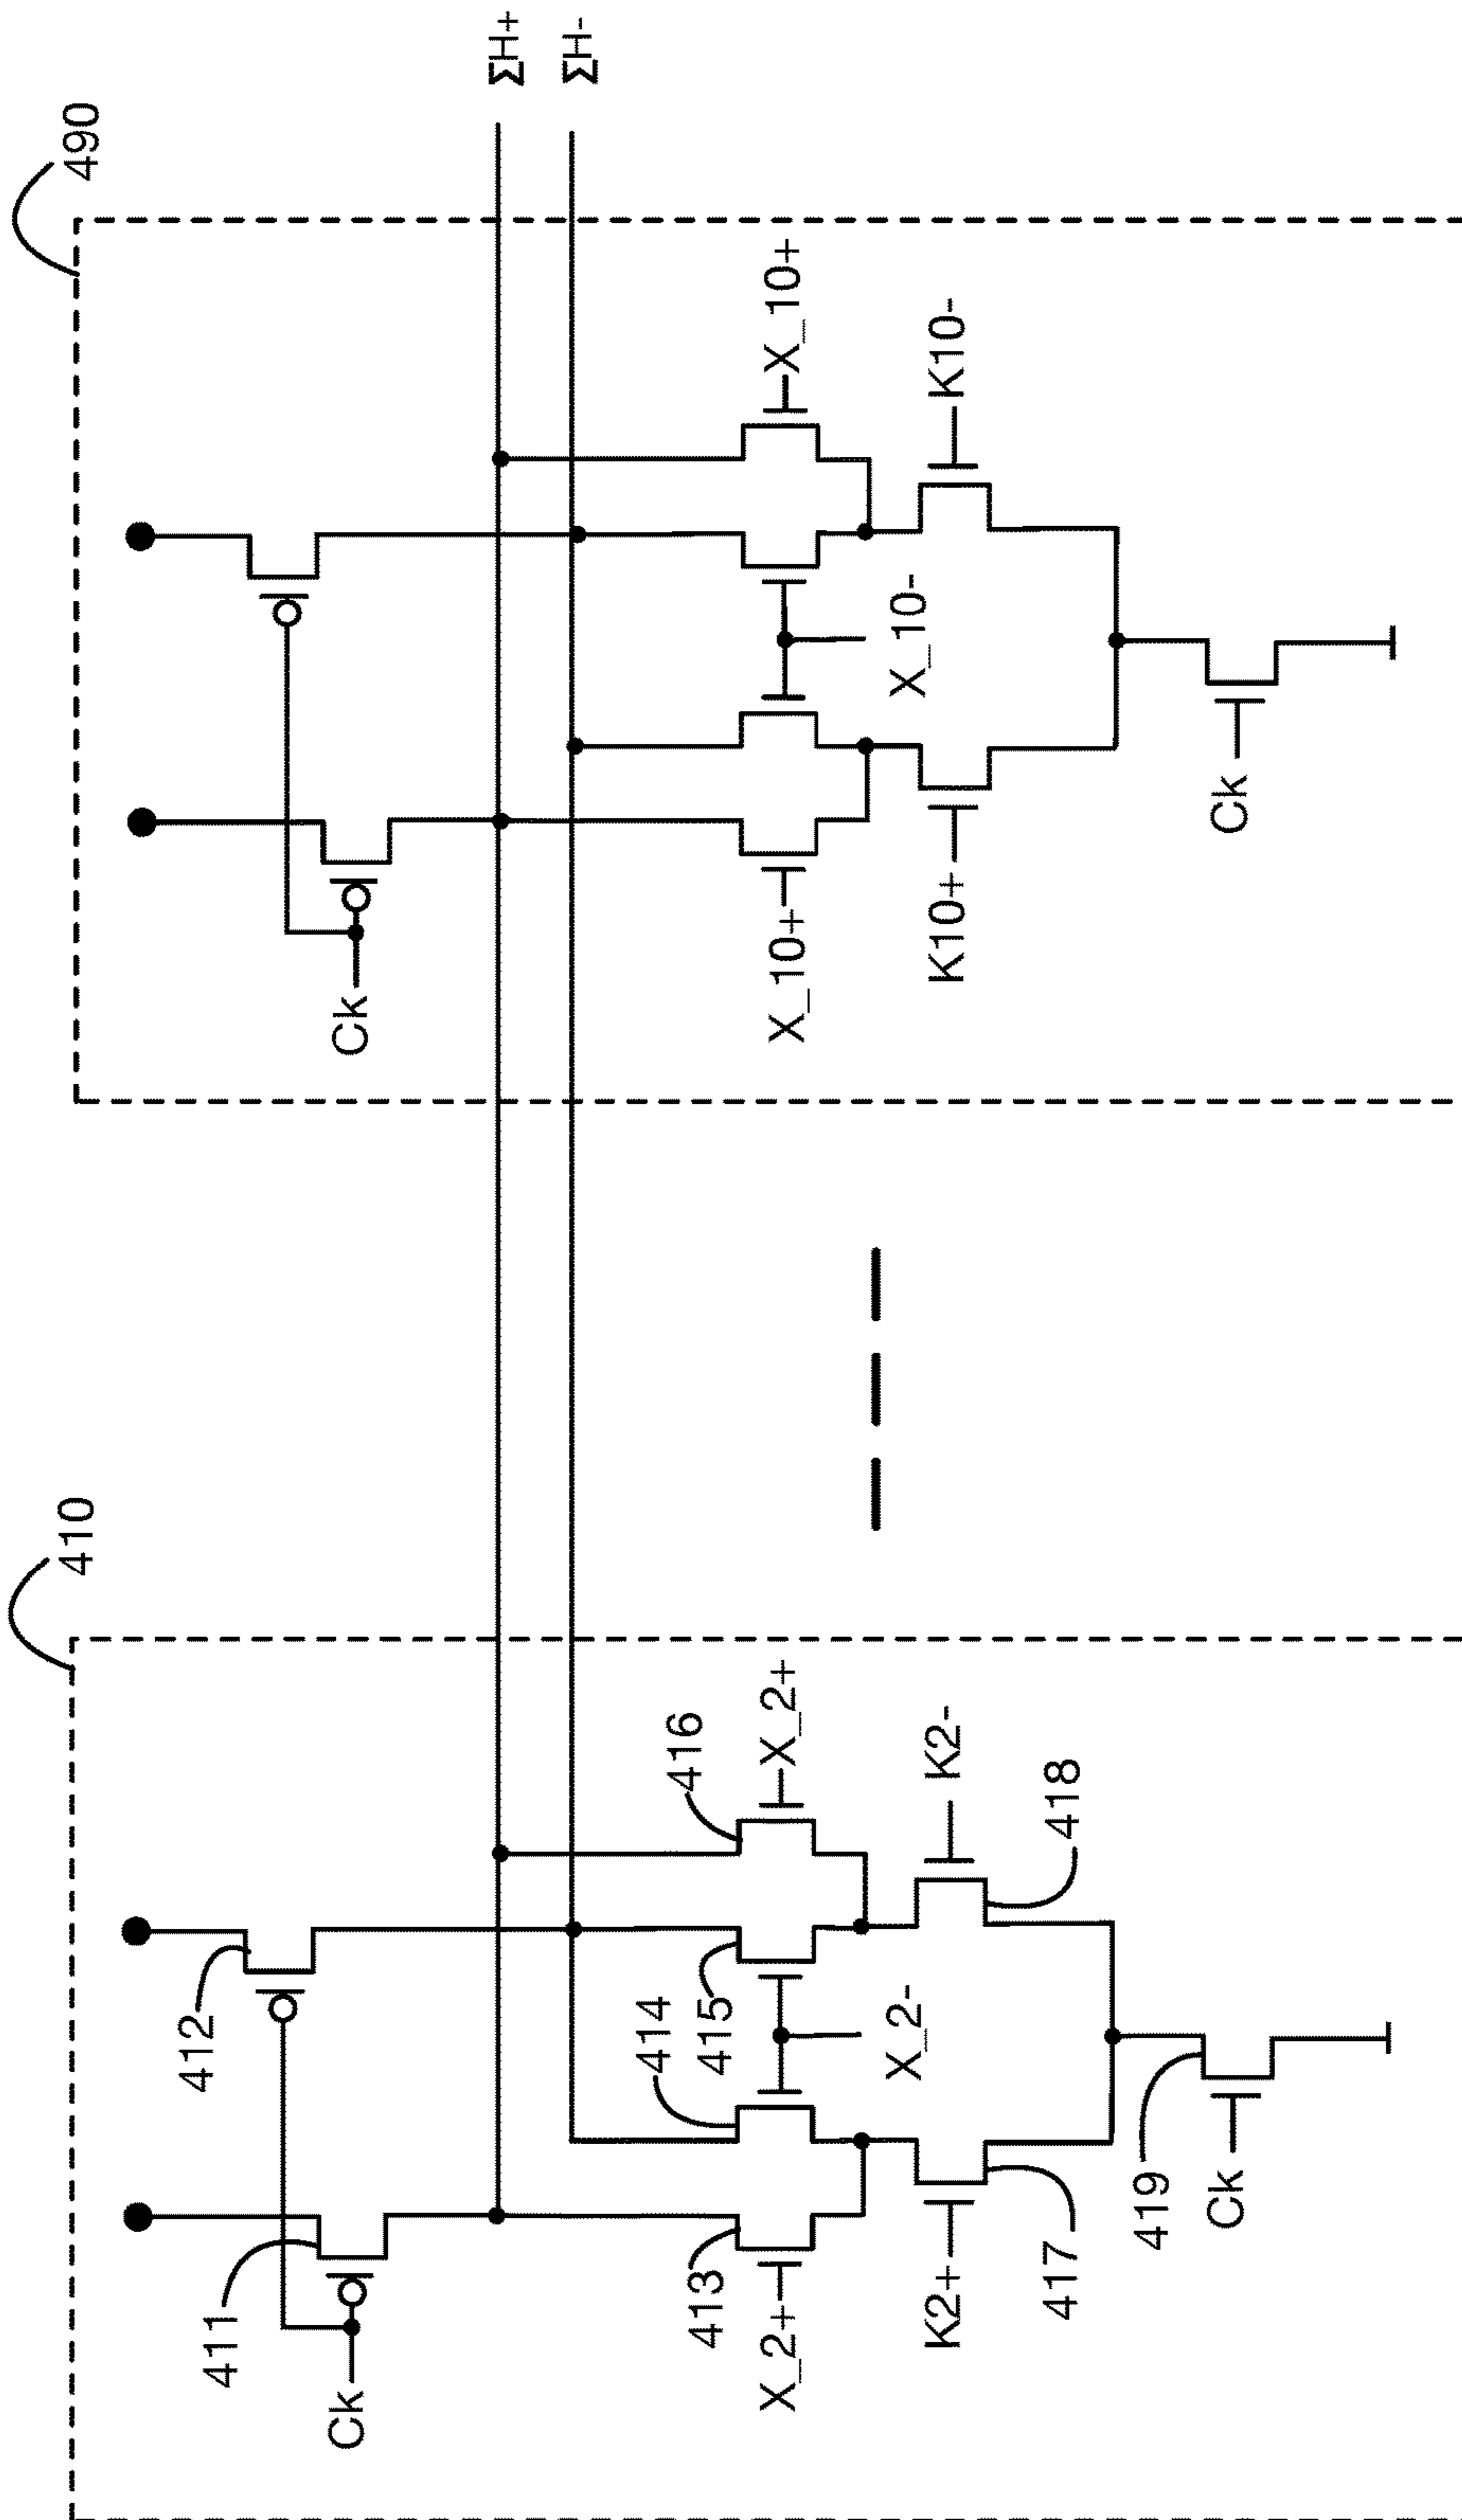 410
411
412
Ck
ΣH+
ΣH-
413
414
415
416
X_2+
X_2-
X_2+
K2+
K2-
417
418
419
Ck
490
Ck
X_10+
X_10-
X_10+
K10+
K10-
Ck